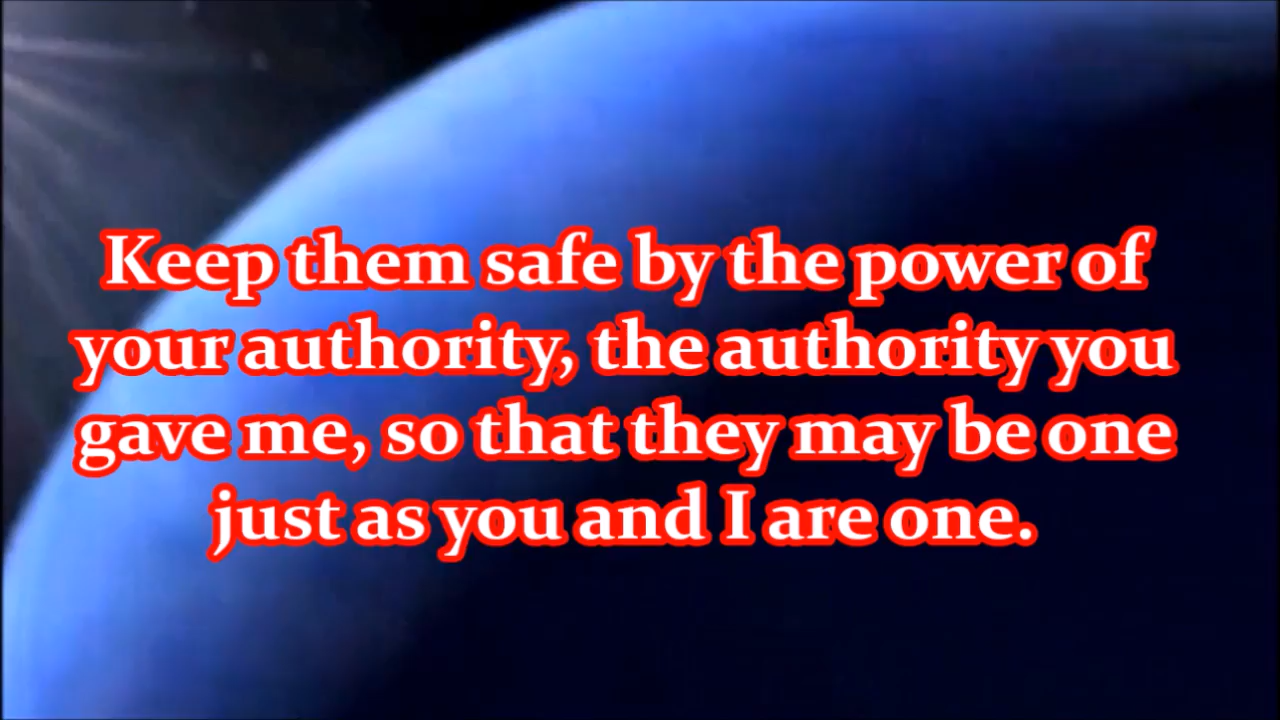 Keep them safe by the power of
your authority, the authority you
gave me, so that they may be one
just as you and I are one.